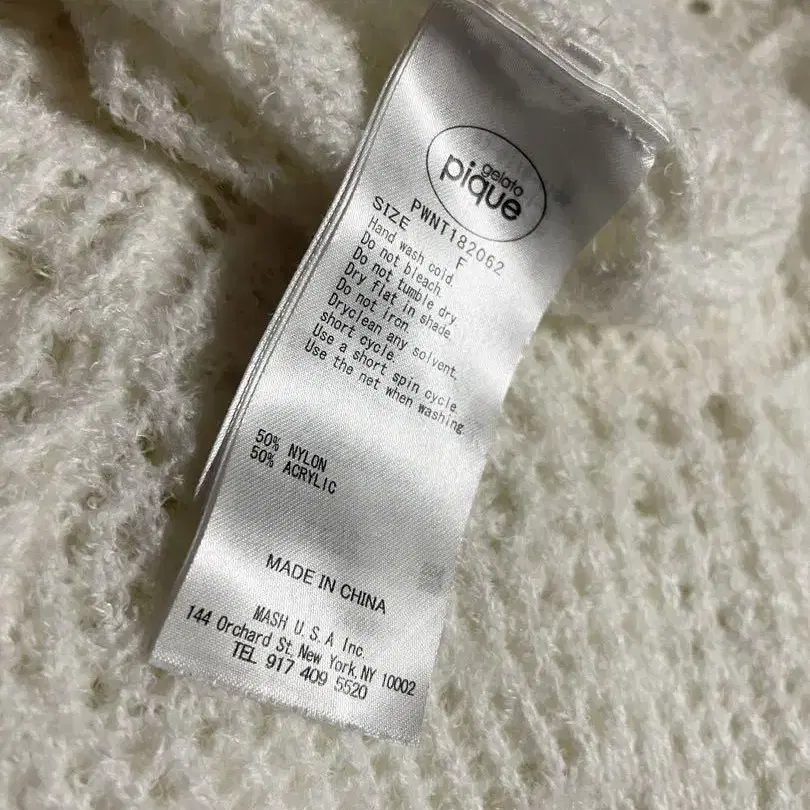 gelato
pique
PWNT182062
SIZE F
Hand wash cold.
Do not bleach.
Do not tumble dry.
Dry flat in shade.
Do not iron.
Dryclean any solvent,
short cycle.
Use a short spin cycle.
Use the net when washing.
50% NYLON
50% ACRYLIC
MADE IN CHINA
MASH U.S.A Inc.
144 Orchard St, New York, NY 10002
TEL 917 409 5520